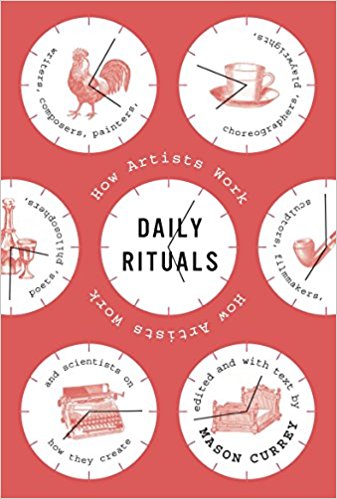 writers, composers, painters,
choreographers, playwrights,
How Artists Work
poets, philosophers,
DAILY
RITUALS
sculptors, filmmakers,
How Artists Work
and scientists on
how they create
edited and with text by
MASON CURREY